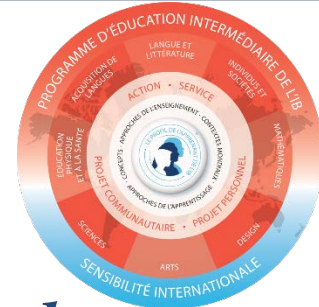 PROGRAMME D'ÉDUCATION INTERMÉDIAIRE DE L'IB
LANGUE ET
LITTÉRATURE
ACQUISITION DE
LANGUES
INDIVIDUS ET
SOCIÉTÉS
ÉDUCATION
PHYSIQUE
ET À LA SANTÉ
MATHÉMATIQUES
SCIENCES
ARTS
DESIGN
ACTION • SERVICE
PROJET COMMUNAUTAIRE • PROJET PERSONNEL
CONCEPTS • APPROCHES DE L'ENSEIGNEMENT • CONTEXTES MONDIAUX • APPROCHES DE L'APPRENTISSAGE •
LE PROFIL DE L'APPRENANT DE L'IB
SENSIBILITÉ INTERNATIONALE